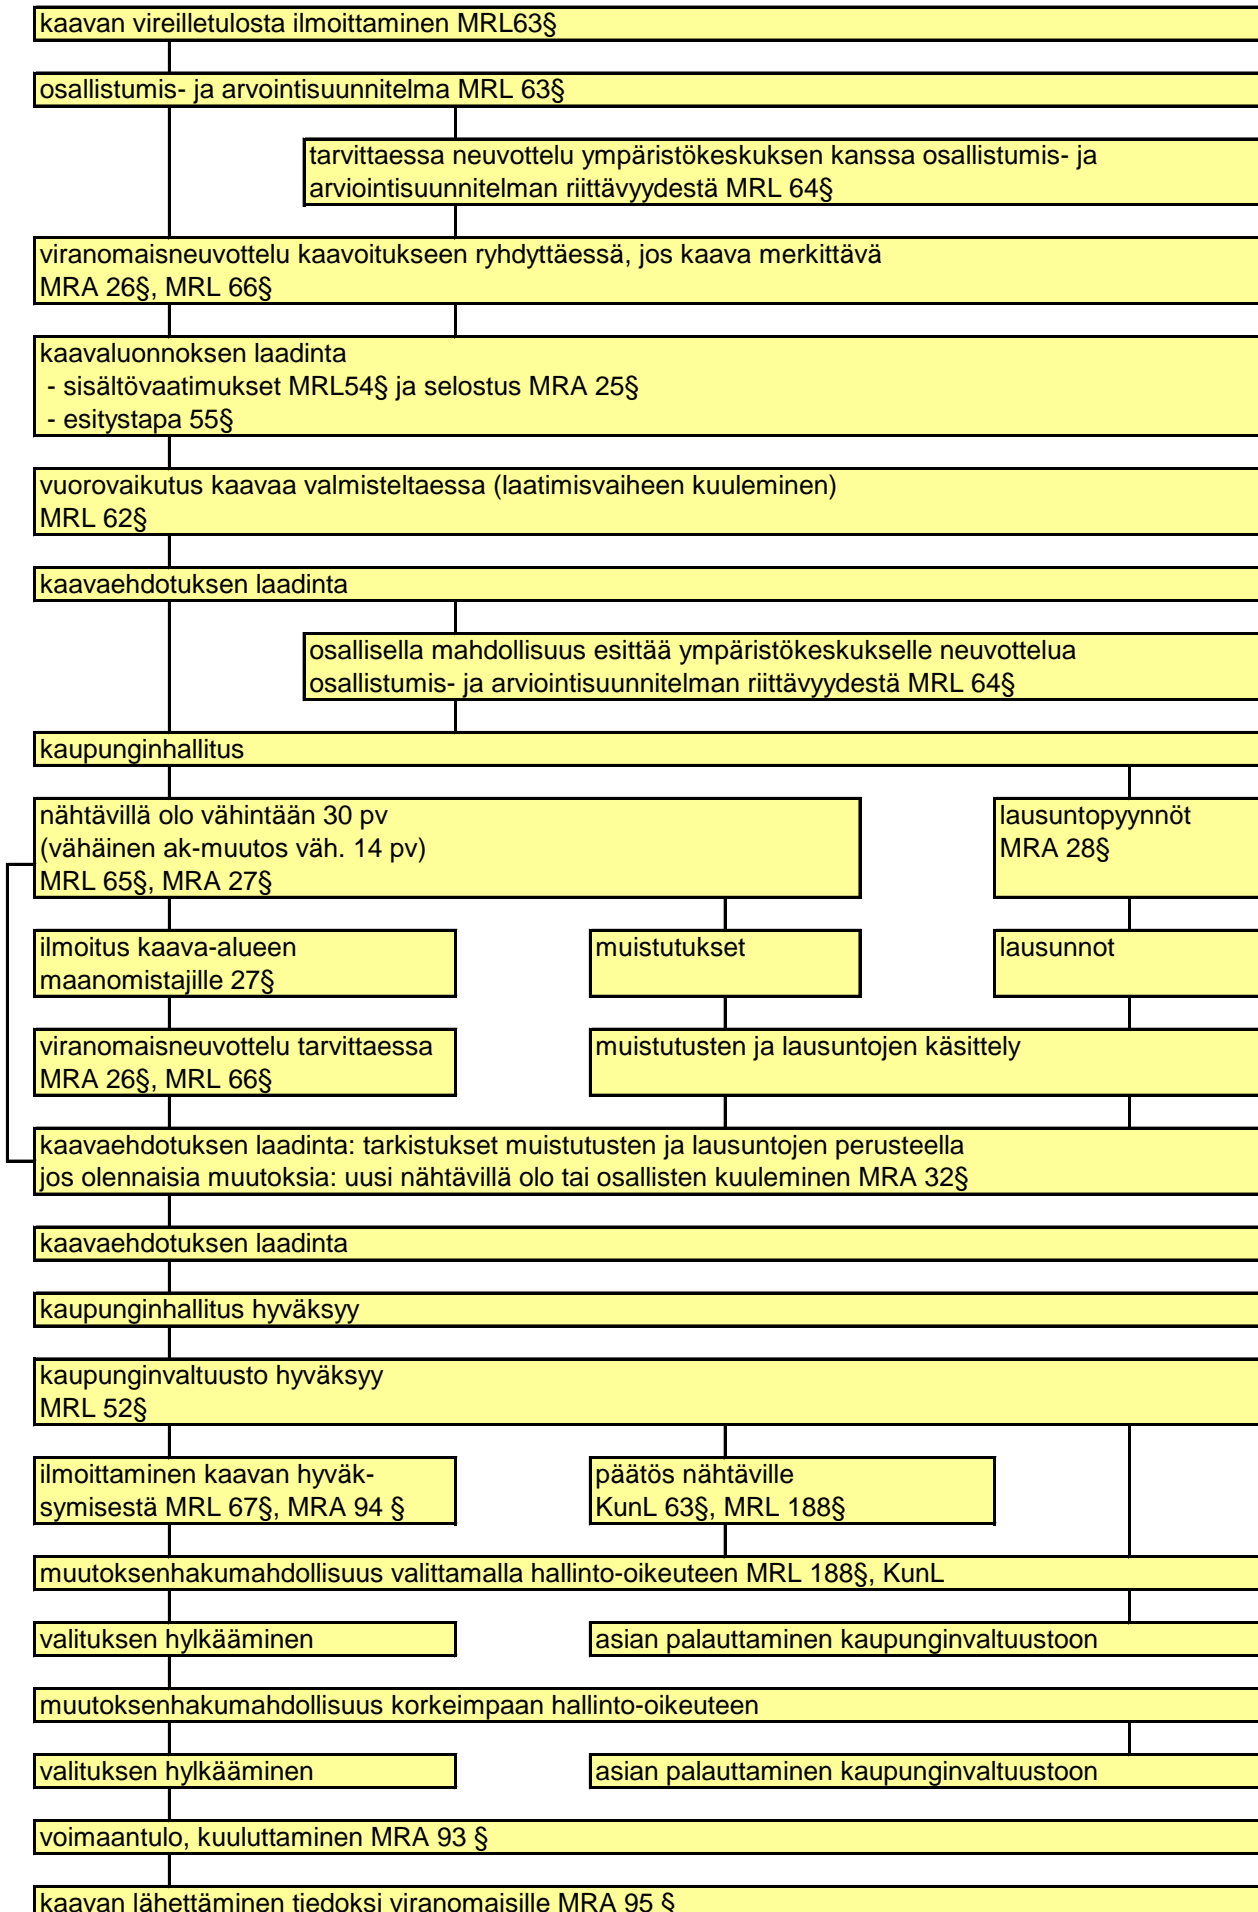 kaavan vireilletulosta ilmoittaminen MRL63§
osallistumis- ja arvointisuunnitelma MRL 63§
tarvittaessa neuvottelu ympäristökeskuksen kanssa osallistumis- ja
arviointisuunnitelman riittävyydestä MRL 64§
viranomaisneuvottelu kaavoitukseen ryhdyttäessä, jos kaava merkittävä
MRA 26§, MRL 66§
kaavaluonnoksen laadinta
- sisältövaatimukset MRL54§ ja selostus MRA 25§
- esitystapa 55§
vuorovaikutus kaavaa valmisteltaessa (laatimisvaiheen kuuleminen)
MRL 62§
kaavaehdotuksen laadinta
osallisella mahdollisuus esittää ympäristökeskukselle neuvottelua
osallistumis- ja arviointisuunnitelman riittävyydestä MRL 64§
kaupunginhallitus
nähtävillä olo vähintään 30 pv
(vähäinen ak-muutos väh. 14 pv)
MRL 65§, MRA 27§
lausuntopyynnöt
MRA 28§
ilmoitus kaava-alueen
maanomistajille 27§
muistutukset
lausunnot
viranomaisneuvottelu tarvittaessa
MRA 26§, MRL 66§
muistutusten ja lausuntojen käsittely
kaavaehdotuksen laadinta: tarkistukset muistutusten ja lausuntojen perusteella
jos olennaisia muutoksia: uusi nähtävillä olo tai osallisten kuuleminen MRA 32§
kaavaehdotuksen laadinta
kaupunginhallitus hyväksyy
kaupunginvaltuusto hyväksyy
MRL 52§
ilmoittaminen kaavan hyväk-
symisestä MRL 67§, MRA 94 §
päätös nähtäville
KunL 63§, MRL 188§
muutoksenhakumahdollisuus valittamalla hallinto-oikeuteen MRL 188§, KunL
valituksen hylkääminen
asian palauttaminen kaupunginvaltuustoon
muutoksenhakumahdollisuus korkeimpaan hallinto-oikeuteen
valituksen hylkääminen
asian palauttaminen kaupunginvaltuustoon
voimaantulo, kuuluttaminen MRA 93 §
kaavan lähettäminen tiedoksi viranomaisille MRA 95 §